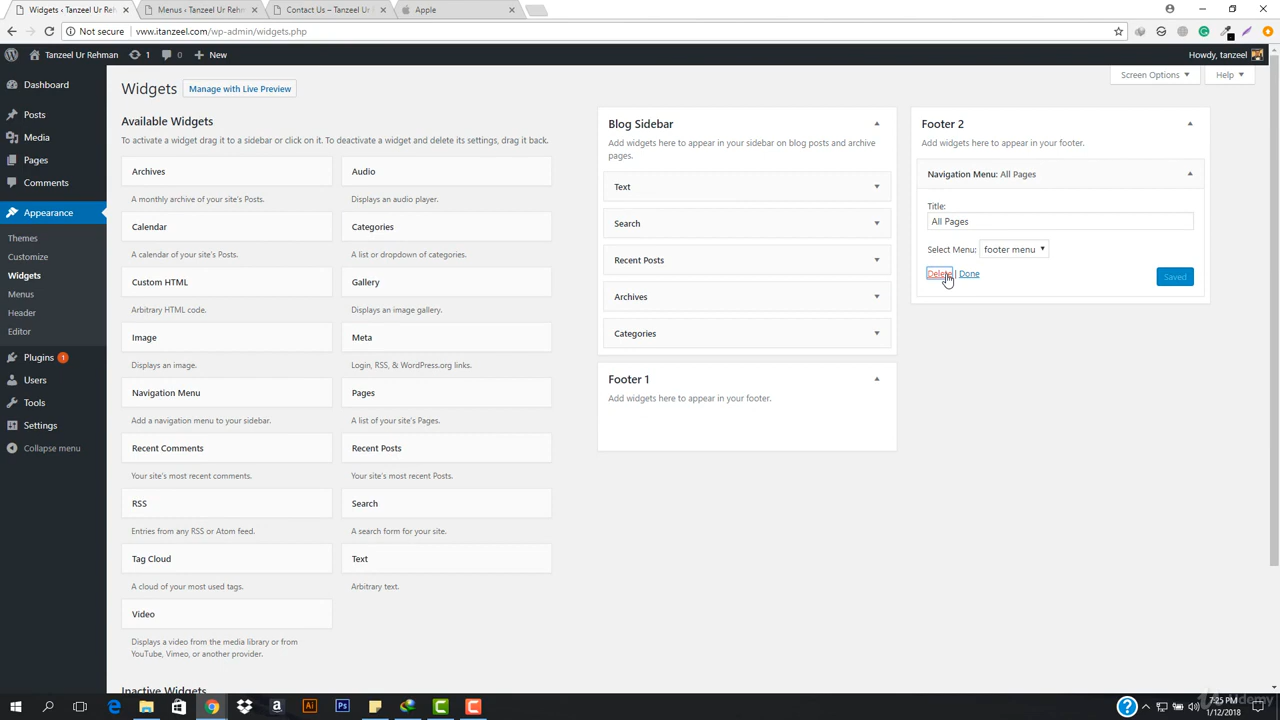 Widgets ‹ Tanzeel Ur Reh
Menus ‹ Tanzeel Ur Rehm
Contact Us – Tanzeel Ur
Apple
Not secure
www.itanzeel.com/wp-admin/widgets.php
Tanzeel Ur Rehman
1
0
New
Howdy, tanzeel
Dashboard
Posts
Media
Pages
Comments
Appearance
Themes
Customize
Widgets
Menus
Header
Editor
Plugins 1
Users
Tools
Settings
Collapse menu
Screen Options
Help
Widgets
Manage with Live Preview
Available Widgets
To activate a widget drag it to a sidebar or click on it. To deactivate a widget and delete its settings, drag it back.
Archives
A monthly archive of your site's Posts.
Audio
Displays an audio player.
Calendar
A calendar of your site's Posts.
Categories
A list or dropdown of categories.
Custom HTML
Arbitrary HTML code.
Gallery
Displays an image gallery.
Image
Displays an image.
Meta
Login, RSS, & WordPress.org links.
Navigation Menu
Add a navigation menu to your sidebar.
Pages
A list of your site's Pages.
Recent Comments
Your site's most recent comments.
Recent Posts
Your site's most recent Posts.
RSS
Entries from any RSS or Atom feed.
Search
A search form for your site.
Tag Cloud
A cloud of your most used tags.
Text
Arbitrary text.
Video
Displays a video from the media library or from
YouTube, Vimeo, or another provider.
Inactive Widgets
Blog Sidebar
Add widgets here to appear in your sidebar on blog posts and archive
pages.
Text
Search
Recent Posts
Archives
Categories
Footer 1
Add widgets here to appear in your footer.
Footer 2
Add widgets here to appear in your footer.
Navigation Menu: All Pages
Title:
All Pages
Select Menu: footer menu
Delete | Done
Saved
Ai
Ps
7:25 PM
1/12/2018
Udemy